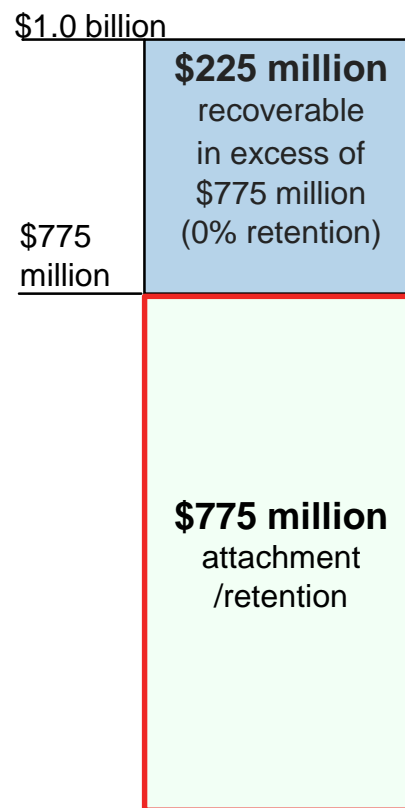 $1.0 billion
$225 million
recoverable
in excess of
$775 million
(0% retention)
$775
million
$775 million
attachment
/retention